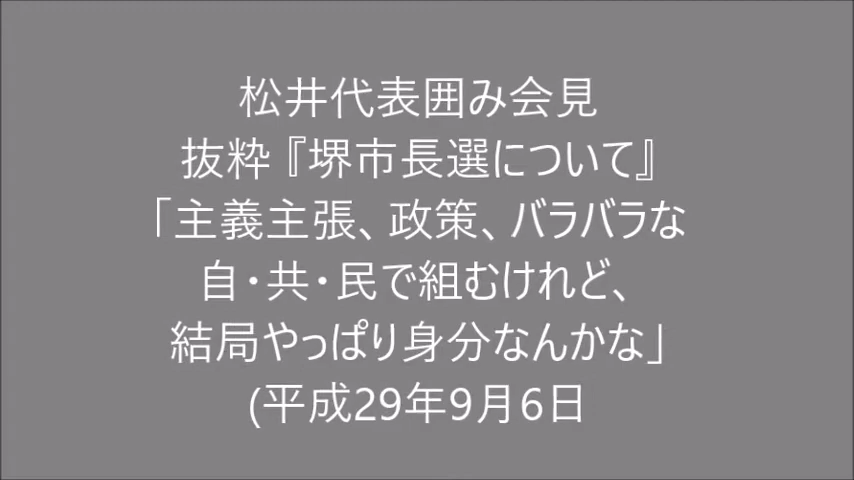 松井代表囲み会見
抜粋『堺市長選について』
「主義主張、政策、バラバラな
自・共・民で組むけれど、
結局やっぱり身分なんかな」
(平成29年9月6日